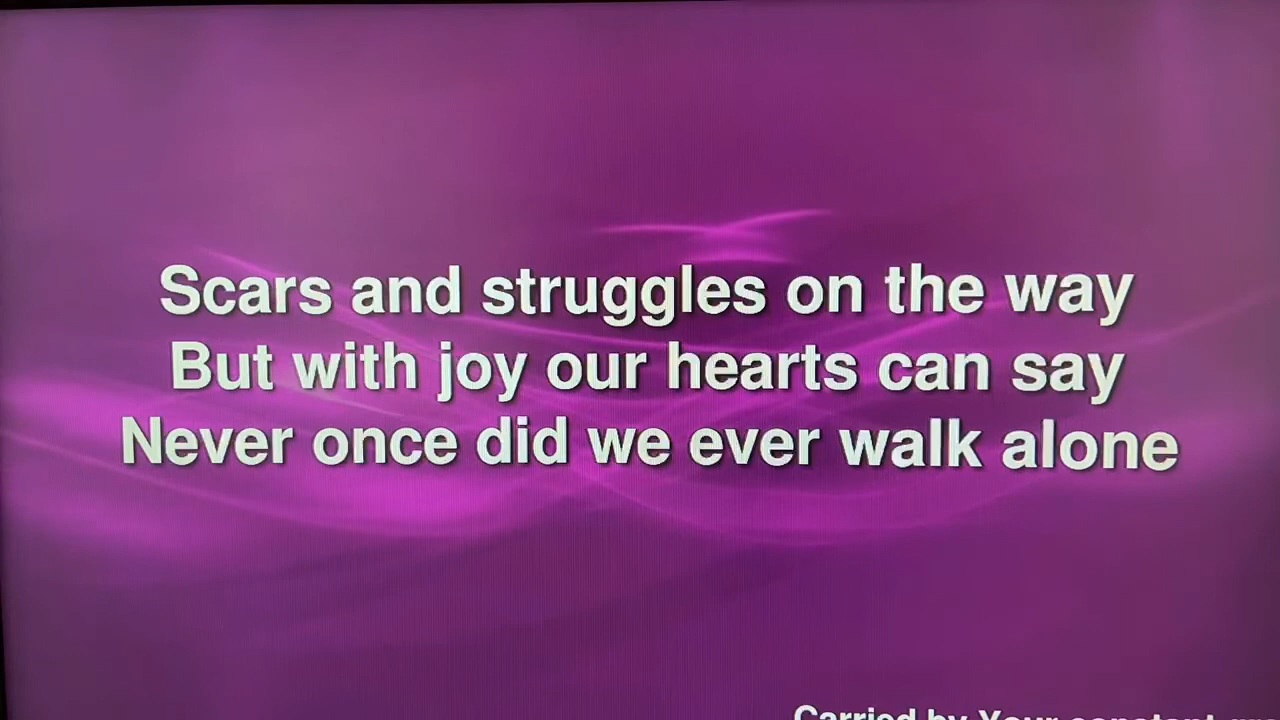 Scars and struggles on the way
But with joy our hearts can say
Never once did we ever walk alone
Carried by Your constant